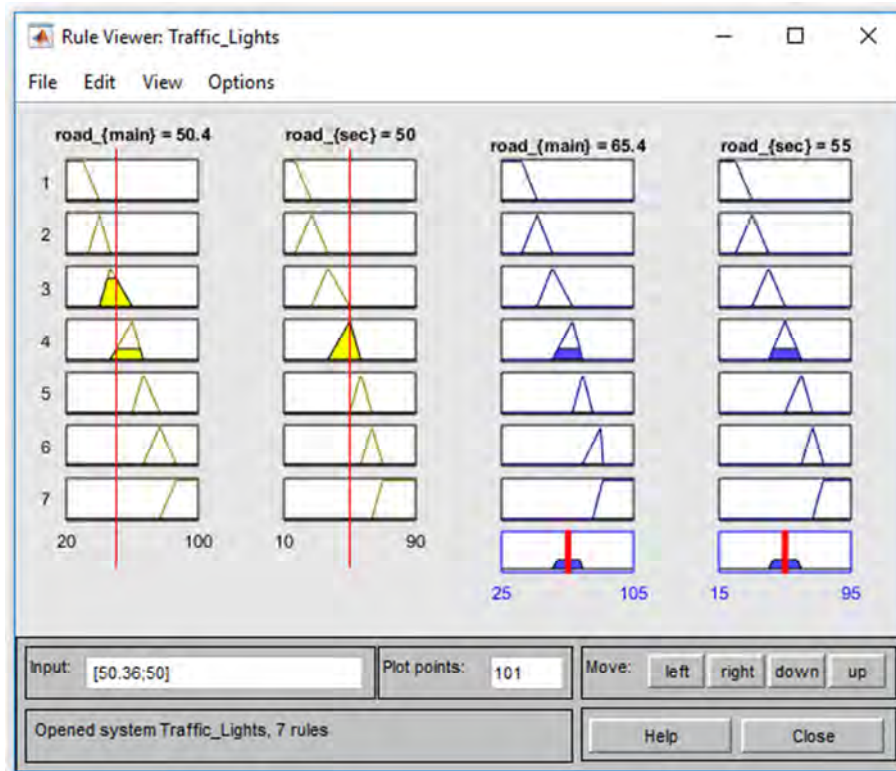 Rule Viewer: Traffic_Lights
File Edit View Options
road_{main} = 50.4 road_{sec} = 50 road_{main} = 65.4 road_{sec} = 55
1
2
3
4
5
6
7
20 100 10 90 25 105 15 95
Input: [50.36;50] Plot points: 101 Move: left right down up
Opened system Traffic_Lights, 7 rules Help Close